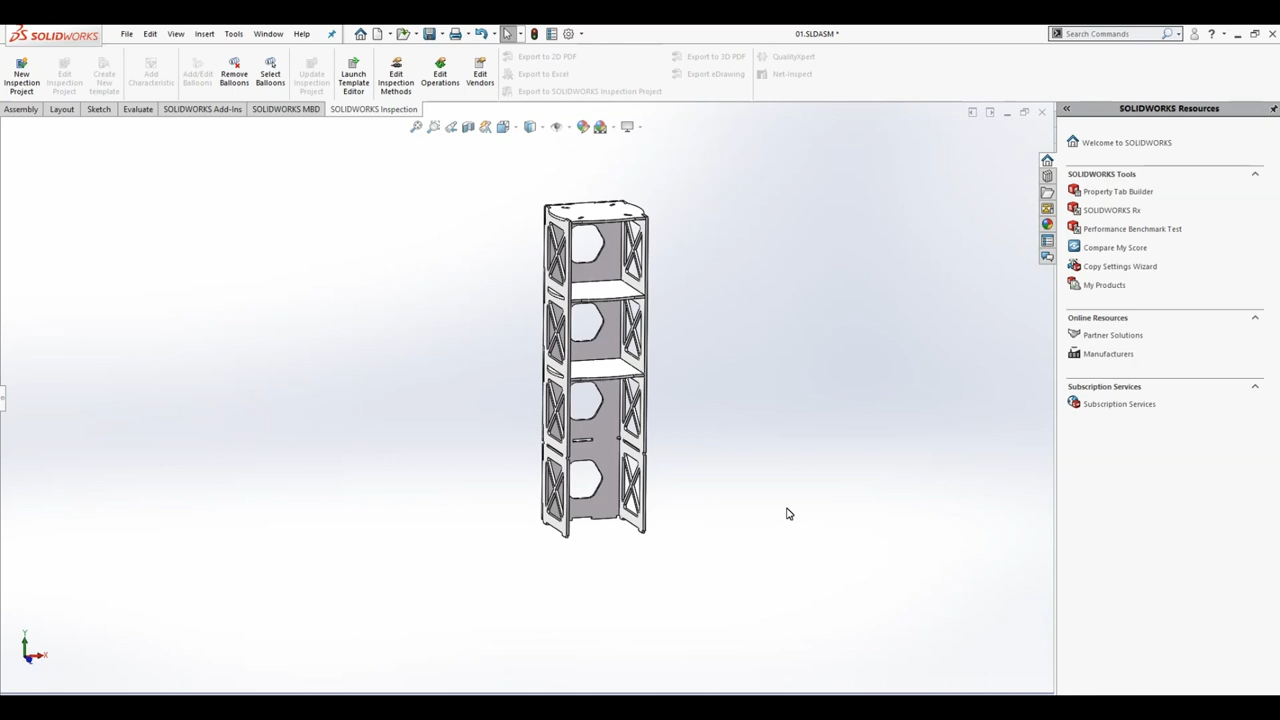 SOLIDWORKS File Edit View Insert Tools Window Help 01.SLDASM * Search Commands ?
New Inspection Project
Edit Inspection Project
Create New template
Add Characteristic
Add/Edit Balloons
Remove Balloons
Select Balloons
Update Inspection Project
Launch Template Editor
Edit Inspection Methods
Edit Operations
Edit Vendors
Export to 2D PDF
Export to Excel
Export to SOLIDWORKS Inspection Project
Export to 3D PDF
Export eDrawing
QualityXpert
Net-Inspect
Assembly Layout Sketch Evaluate SOLIDWORKS Add-Ins SOLIDWORKS MBD SOLIDWORKS Inspection
SOLIDWORKS Resources
Welcome to SOLIDWORKS
SOLIDWORKS Tools
Property Tab Builder
SOLIDWORKS Rx
Performance Benchmark Test
Compare My Score
Copy Settings Wizard
My Products
Online Resources
Partner Solutions
Manufacturers
Subscription Services
Subscription Services
Y
X